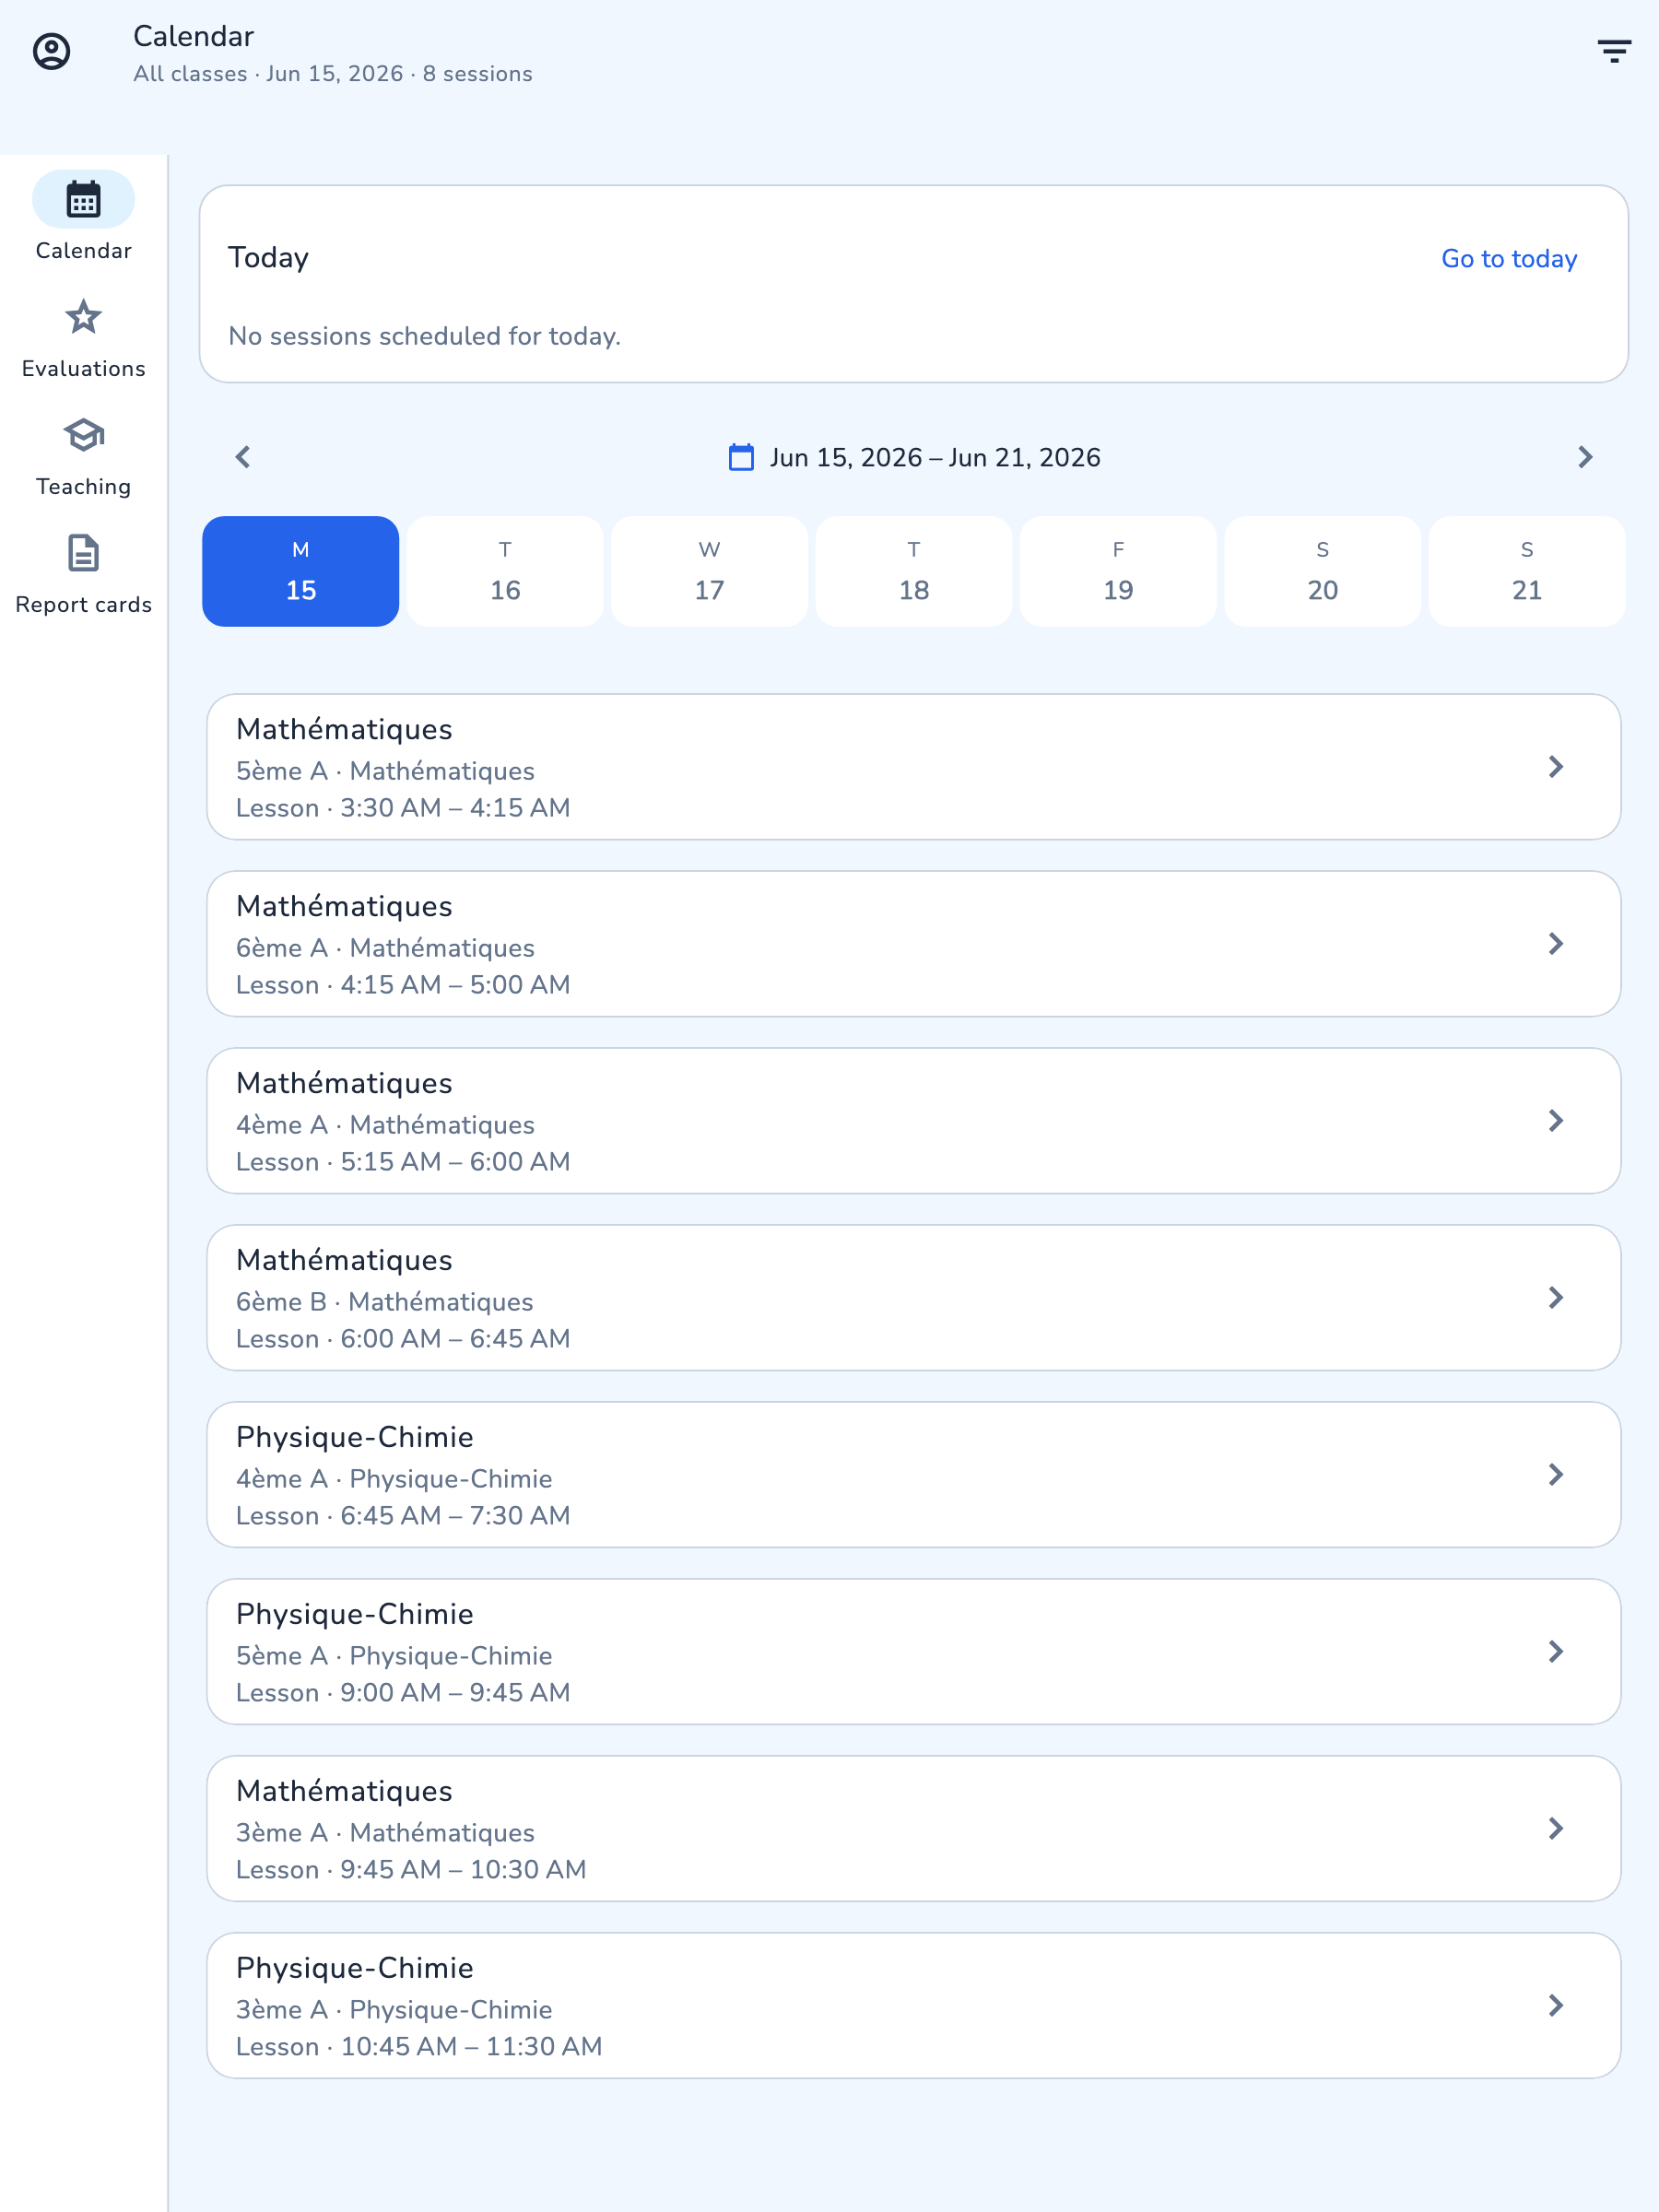 Calendar
All classes · Jun 15, 2026 · 8 sessions
Calendar
Evaluations
Teaching
Report cards
Today
Go to today
No sessions scheduled for today.
Jun 15, 2026 – Jun 21, 2026
M T W T F S S
15 16 17 18 19 20 21
Mathématiques
5ème A · Mathématiques
Lesson · 3:30 AM – 4:15 AM
Mathématiques
6ème A · Mathématiques
Lesson · 4:15 AM – 5:00 AM
Mathématiques
4ème A · Mathématiques
Lesson · 5:15 AM – 6:00 AM
Mathématiques
6ème B · Mathématiques
Lesson · 6:00 AM – 6:45 AM
Physique-Chimie
4ème A · Physique-Chimie
Lesson · 6:45 AM – 7:30 AM
Physique-Chimie
5ème A · Physique-Chimie
Lesson · 9:00 AM – 9:45 AM
Mathématiques
3ème A · Mathématiques
Lesson · 9:45 AM – 10:30 AM
Physique-Chimie
3ème A · Physique-Chimie
Lesson · 10:45 AM – 11:30 AM